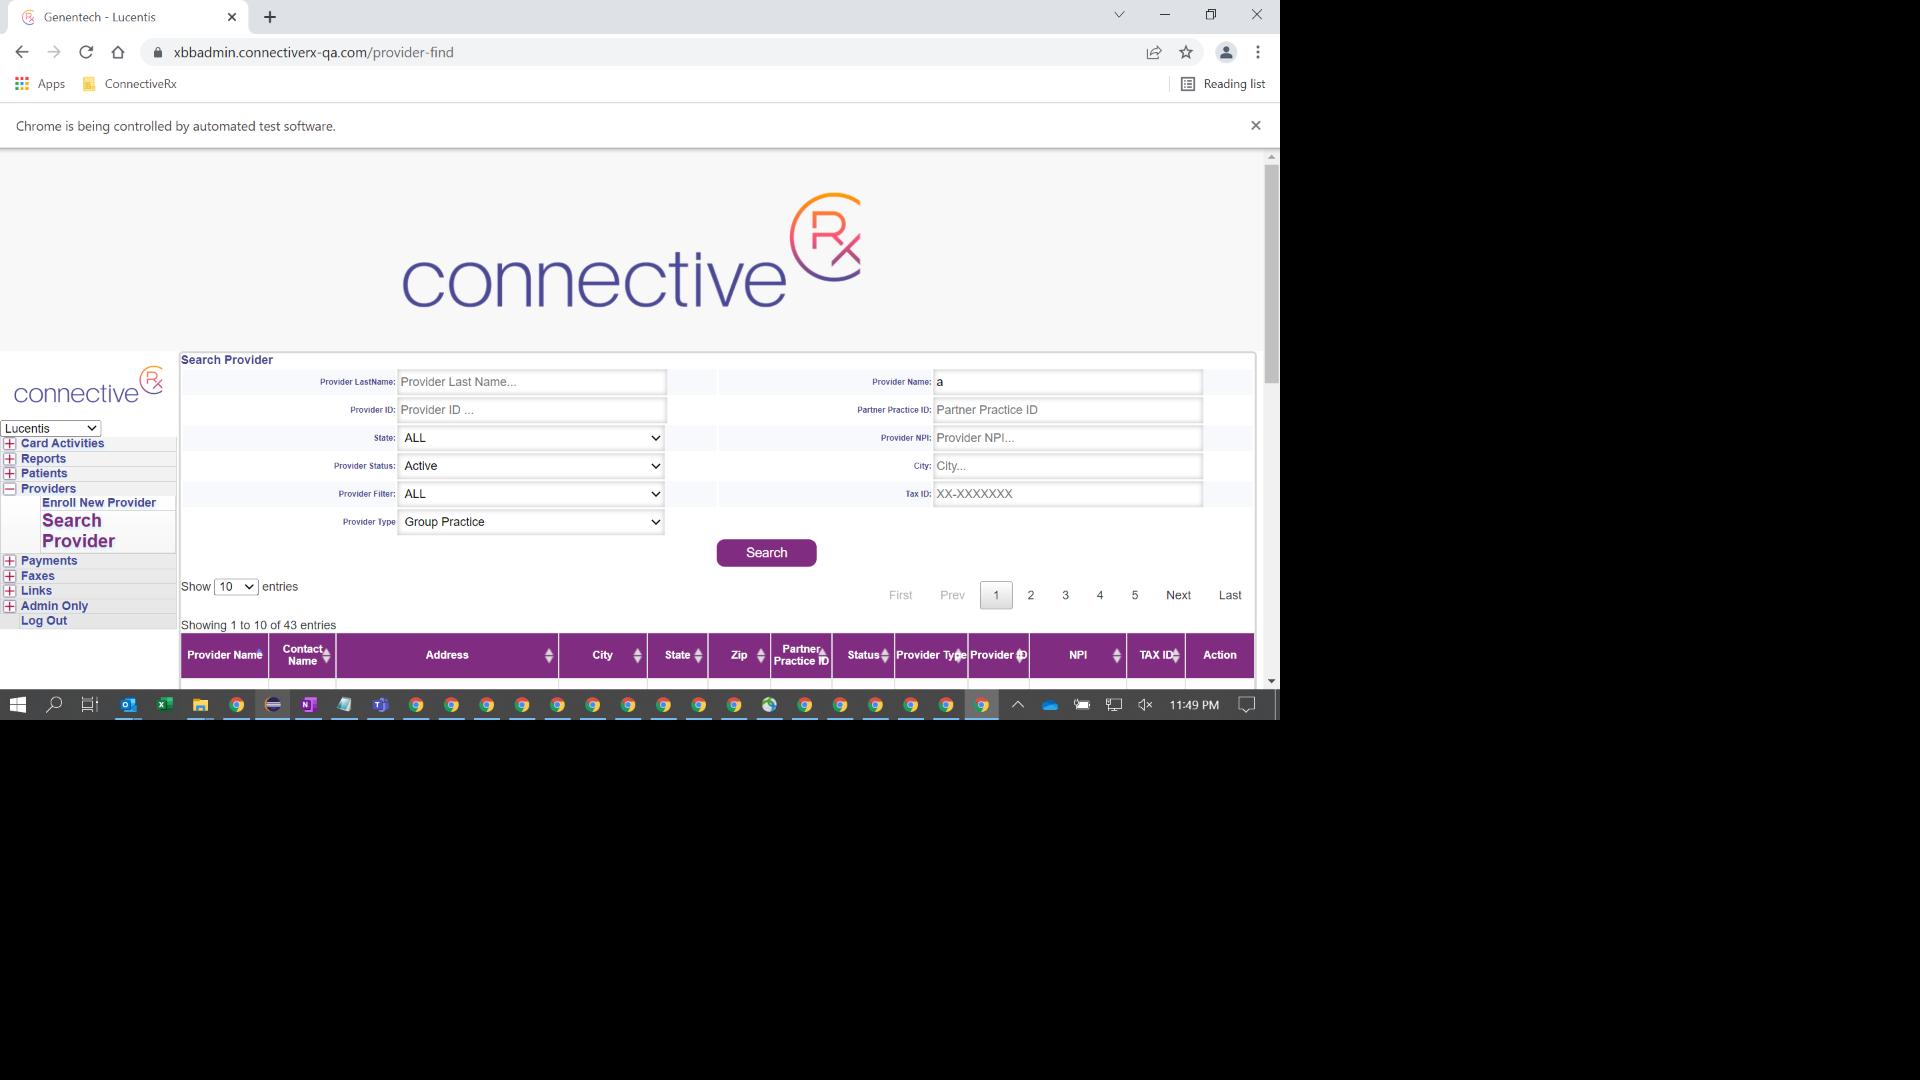 Genentech - Lucentis
xbbadmin.connectiverx-qa.com/provider-find
Apps
ConnectiveRx
Reading list
Chrome is being controlled by automated test software.
connective Rx
connective Rx
Lucentis
Card Activities
Reports
Patients
Providers
Enroll New Provider
Search
Provider
Payments
Faxes
Links
Admin Only
Log Out
Search Provider
Provider LastName: Provider Last Name... Provider Name: a
Provider ID: Provider ID ... Partner Practice ID: Partner Practice ID
State: ALL Provider NPI: Provider NPI...
Provider Status: Active City: City...
Provider Filter: ALL Tax ID: XX-XXXXXXX
Provider Type Group Practice
Search
Show 10 entries
First Prev 1 2 3 4 5 Next Last
Showing 1 to 10 of 43 entries
Provider Name Contact Name Address City State Zip Partner Practice ID Status Provider Type Provider ID NPI TAX ID Action
11:49 PM